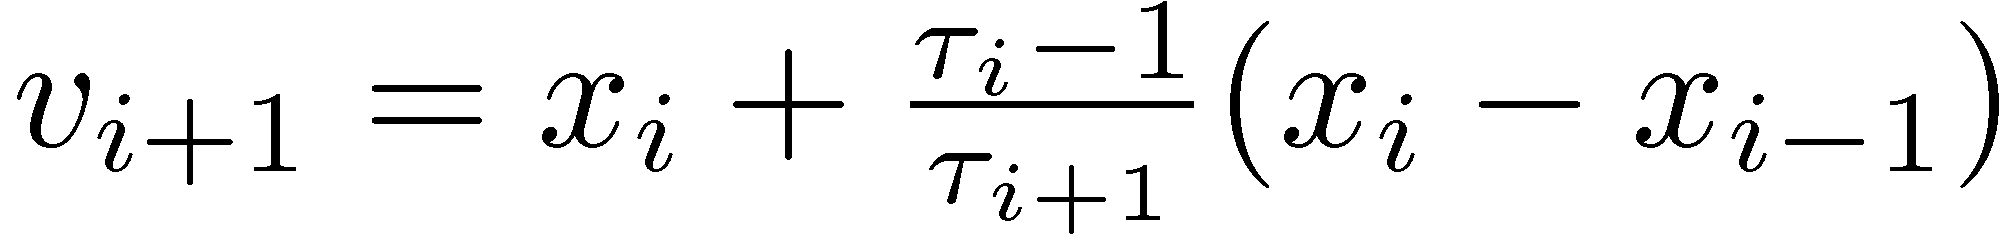 v_{i+1} = x_i + \frac{\tau_i - 1}{\tau_{i+1}}(x_i - x_{i-1})